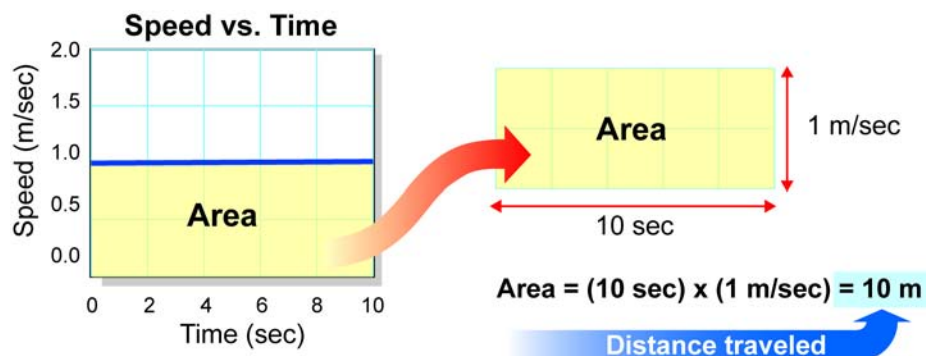 Speed vs. Time
Speed (m/sec)
2.0
1.5
1.0
0.5
0.0
Area
0 2 4 6 8 10
Time (sec)
Area
1 m/sec
10 sec
Area = (10 sec) x (1 m/sec) = 10 m
Distance traveled